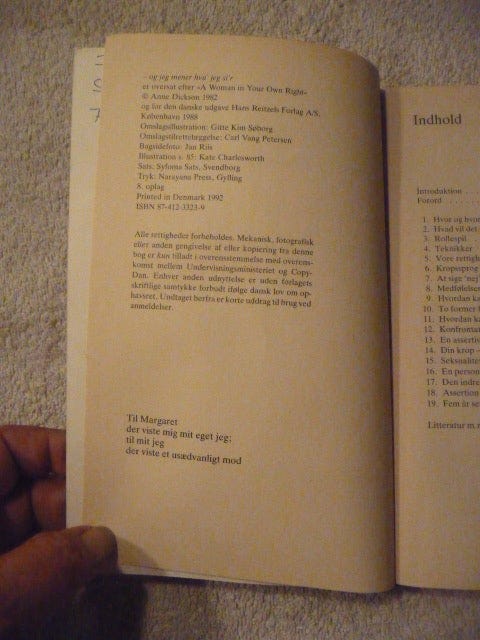 – og jeg mener hva' jeg si'r
er oversat efter »A Woman in Your Own Right«
© Anne Dickson 1982
og for den danske udgave Hans Reitzels Forlag A/S,
København 1988
Omslagsillustration: Gitte Kim Søborg
Omslagstilrettelæggelse: Carl Vang Petersen
Bagsidefoto: Jan Riis
Illustration s. 85: Kate Charlesworth
Sats: Syfoma Sats, Svendborg
Tryk: Narayana Press, Gylling
8. oplag
Printed in Denmark 1992
ISBN 87-412-3323-9
Alle rettigheder forbeholdes. Mekanisk, fotografisk
eller anden gengivelse af eller kopiering fra denne
bog er kun tilladt i overensstemmelse med overens-
komst mellem Undervisningsministeriet og Copy-
Dan. Enhver anden udnyttelse er uden forlagets
skriftlige samtykke forbudt ifølge dansk lov om op-
havsret. Undtaget herfra er korte uddrag til brug ved
anmeldelser.
Til Margaret
der viste mig mit eget jeg;
til mit jeg
der viste et usædvanligt mod
Indhold
Introduktion . . .
Forord . . . .
1. Hvor og hvor
2. Hvad vil det
3. Rollespil
4. Teknikker
5. Vore rettigh
6. Kropssprog
7. At sige 'nej
8. Medfølelses
9. Hvordan ka
10. To former k
11. Hvordan ka
12. Konfrontat
13. En assertiv
14. Din krop –
15. Seksualitet
16. En person
17. Den indre
18. Assertion
19. Fem år se
Litteratur m.m